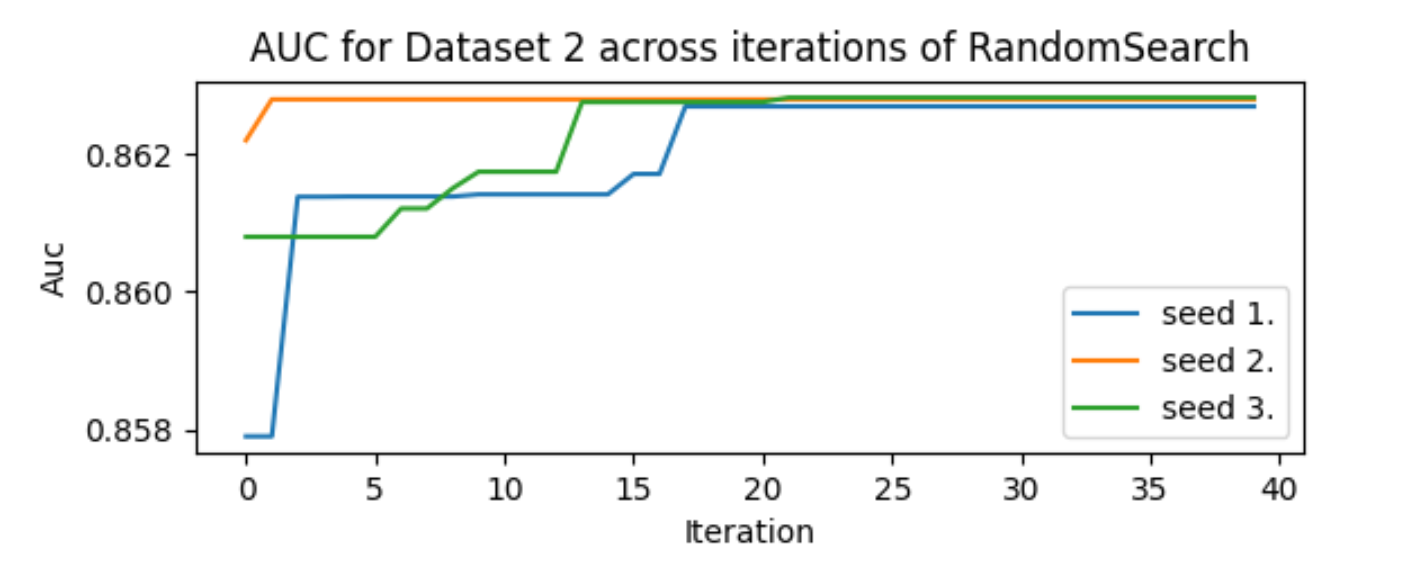 AUC for Dataset 2 across iterations of RandomSearch
Auc
0.862
0.860
0.858
seed 1.
seed 2.
seed 3.
0 5 10 15 20 25 30 35 40
Iteration